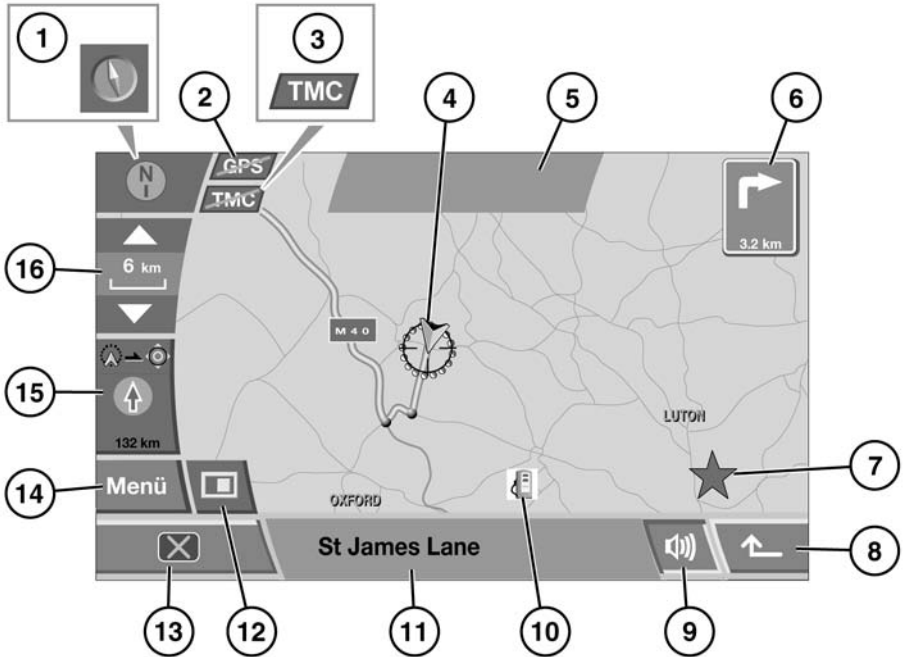 1
3
TMC
2
4
5
6
N
GPS
TMC
3.2 km
16
6 km
M 40
15
132 km
LUTON
7
14
Menü
OXFORD
St James Lane
8
13
12
11
10
9